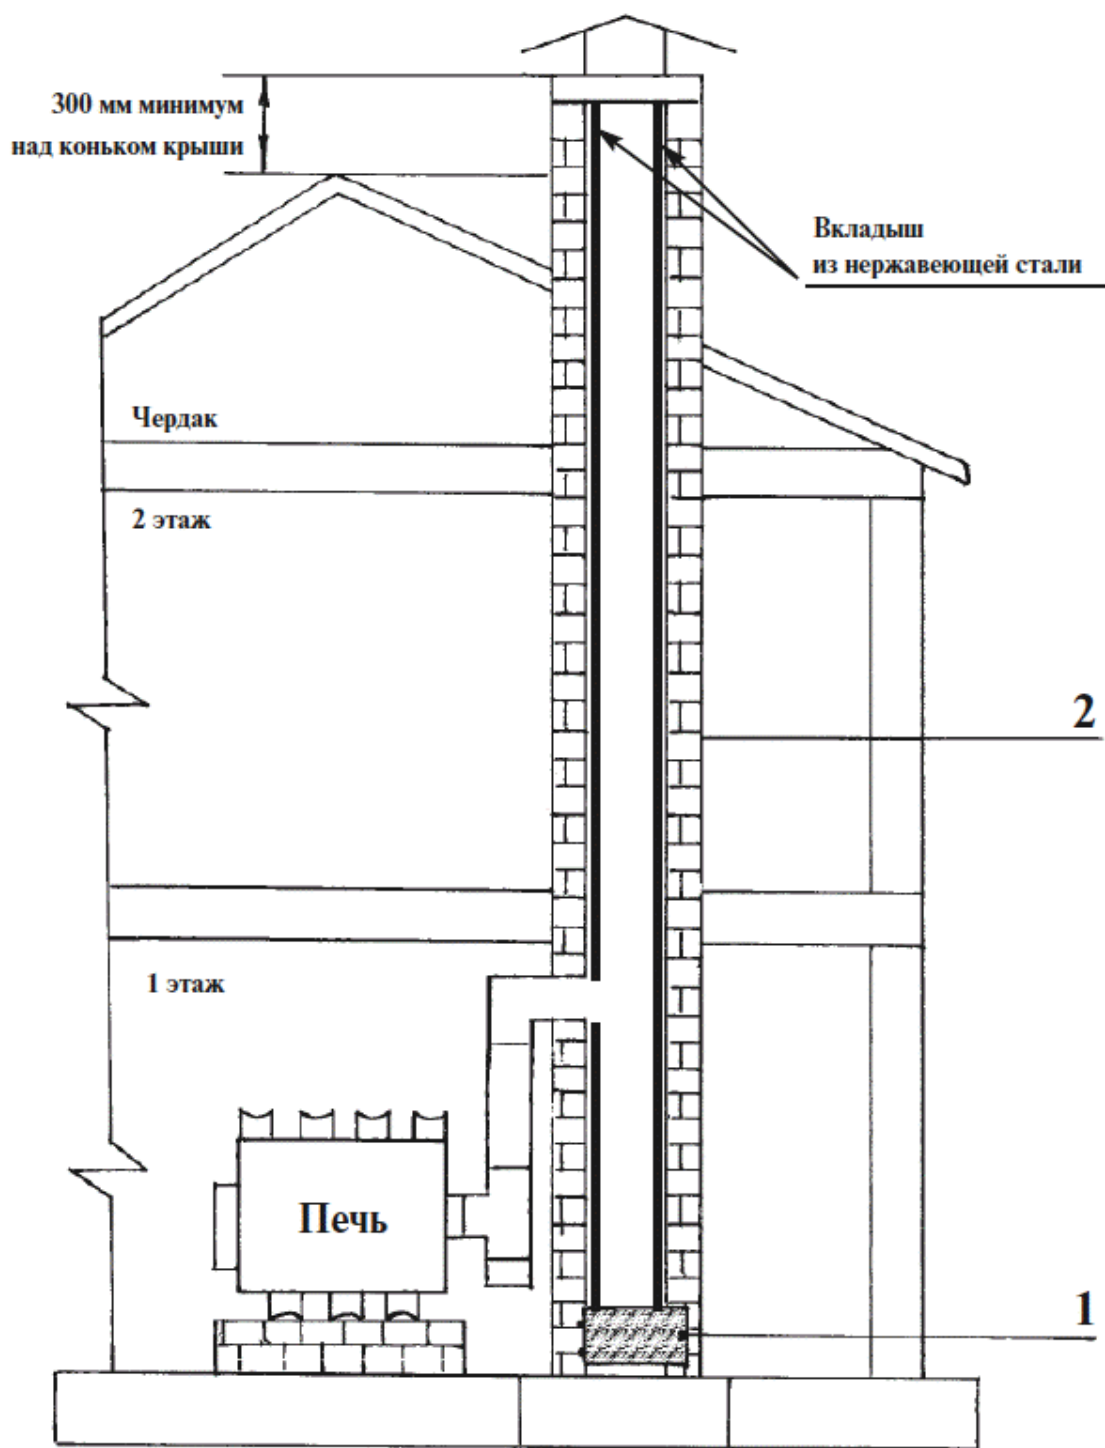 300 мм минимум
над коньком крыши
Вкладыш
из нержавеющей стали
Чердак
2 этаж
2
1 этаж
Печь
1